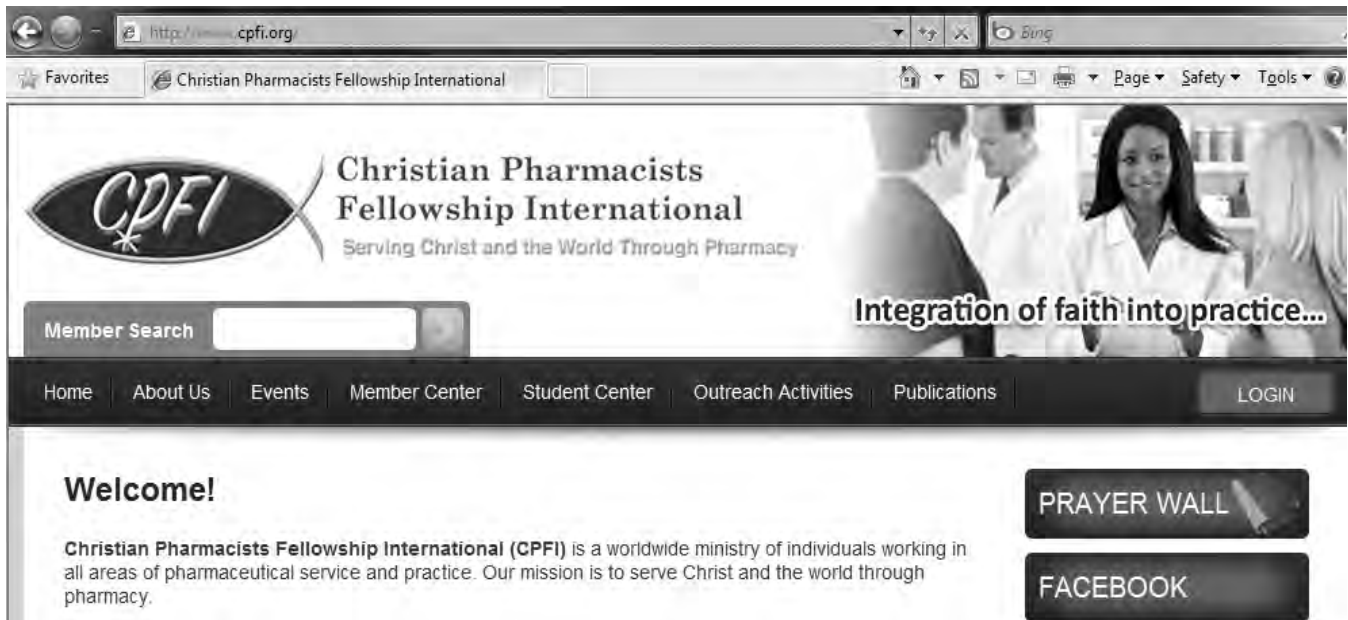 http://www.cpfi.org/
Bing
Favorites
Christian Pharmacists Fellowship International
Page
Safety
Tools
CPFI
Christian Pharmacists
Fellowship International
Serving Christ and the World Through Pharmacy
Integration of faith into practice...
Member Search
Home
About Us
Events
Member Center
Student Center
Outreach Activities
Publications
LOGIN
Welcome!
PRAYER WALL
Christian Pharmacists Fellowship International (CPFI) is a worldwide ministry of individuals working in
all areas of pharmaceutical service and practice. Our mission is to serve Christ and the world through
pharmacy.
FACEBOOK